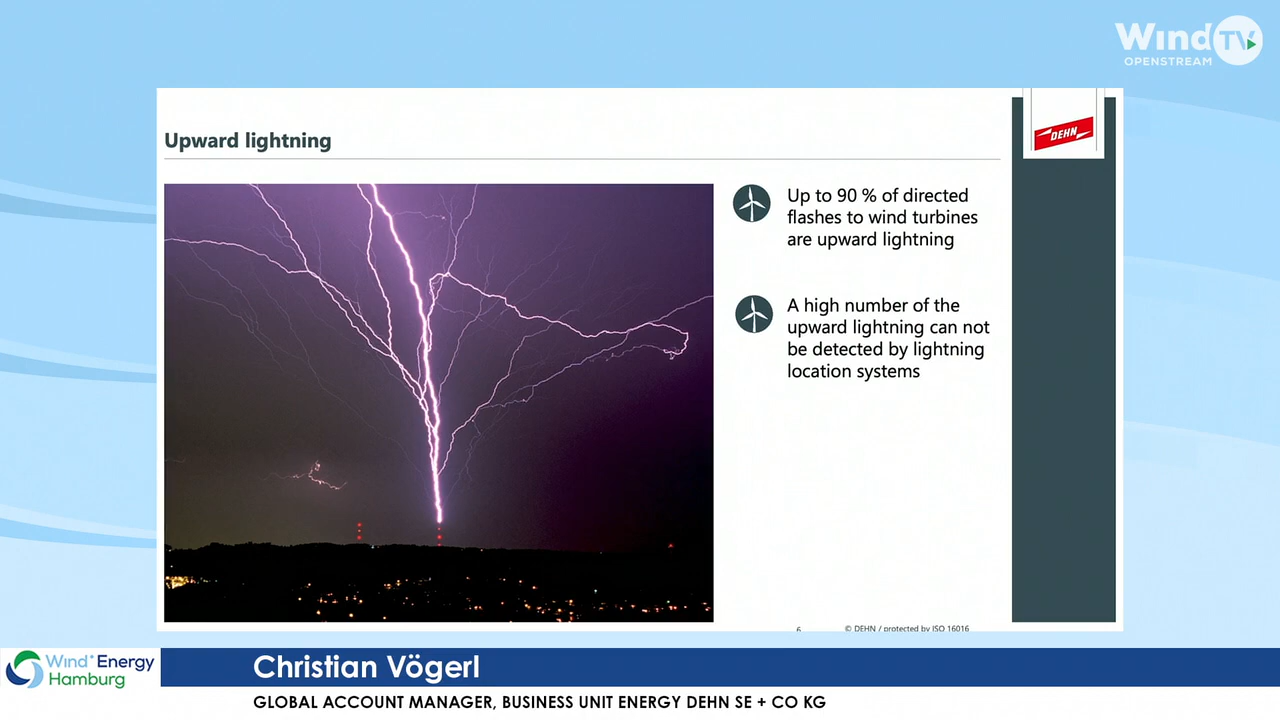 Wind TV
OPENSTREAM
Upward lightning
DEHN
Up to 90 % of directed
flashes to wind turbines
are upward lightning
A high number of the
upward lightning can not
be detected by lightning
location systems
6
© DEHN / protected by ISO 16016
Wind Energy
Hamburg
Christian Vögerl
GLOBAL ACCOUNT MANAGER, BUSINESS UNIT ENERGY DEHN SE + CO KG